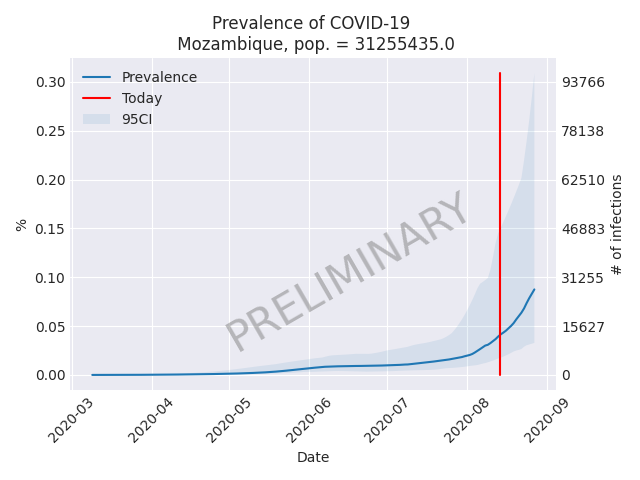 Prevalence of COVID-19
Mozambique, pop. = 31255435.0
Prevalence
Today
95CI
0.30
0.25
0.20
0.15
0.10
0.05
0.00
%
93766
78138
62510
46883
31255
15627
0
# of infections
PRELIMINARY
2020-03
2020-04
2020-05
2020-06
2020-07
2020-08
2020-09
Date